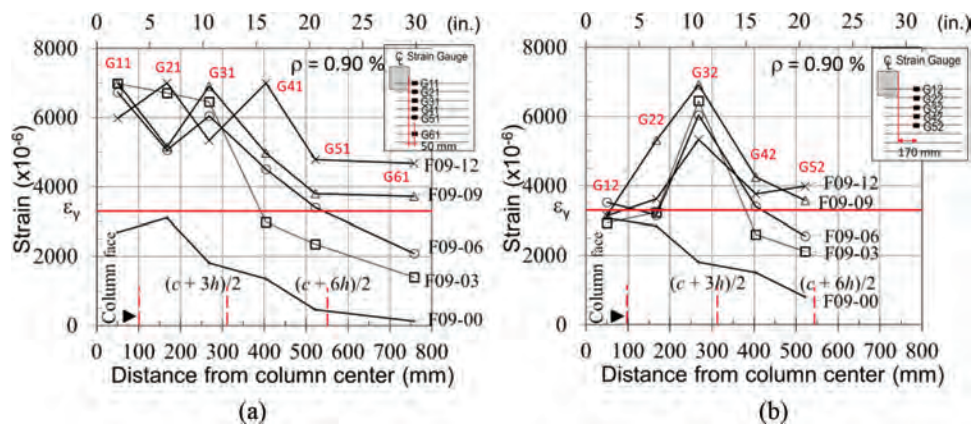 0 5 10 15 20 25 30 (in.)
8000
6000
4000
εy
2000
0
Strain (x10-6)
G11
G21
G31
G41
G51
G61
ρ = 0.90 %
₵ Strain Gauge
G11
G21
G31
G41
G51
G61
50 mm
F09-12
F09-09
F09-06
F09-03
F09-00
Column face
(c + 3h)/2
(c + 6h)/2
0 100 200 300 400 500 600 700 800
Distance from column center (mm)
(a)
0 5 10 15 20 25 30 (in.)
8000
6000
4000
εy
2000
0
Strain (x10-6)
G12
G22
G32
G42
G52
ρ = 0.90 %
₵ Strain Gauge
G12
G22
G32
G42
G52
170 mm
F09-12
F09-09
F09-06
F09-03
F09-00
Column face
(c + 3h)/2
(c + 6h)/2
0 100 200 300 400 500 600 700 800
Distance from column center (mm)
(b)